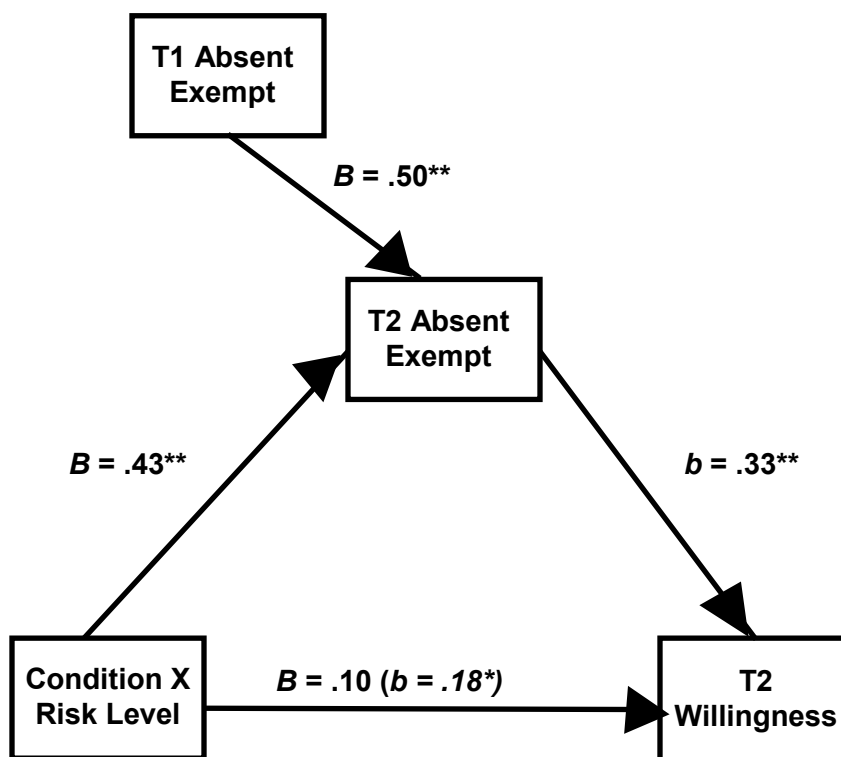 T1 Absent
Exempt
B = .50**
T2 Absent
Exempt
B = .43**
b = .33**
Condition X
Risk Level
B = .10 (b = .18*)
T2
Willingness